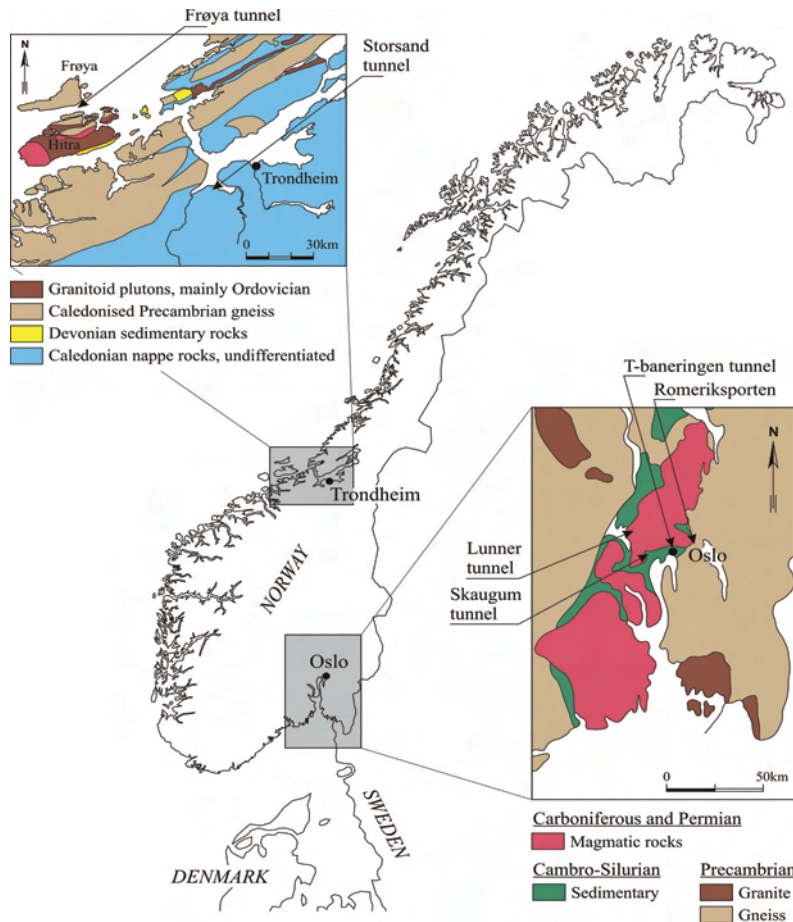 Frøya tunnel
Storsand
tunnel
N
Frøya
Hitra
Trondheim
0 30km
Granitoid plutons, mainly Ordovician
Caledonised Precambrian gneiss
Devonian sedimentary rocks
Caledonian nappe rocks, undifferentiated
T-baneringen tunnel
Romeriksporten
N
Trondheim
Lunner
tunnel
Oslo
Skaugum
tunnel
NORWAY
Oslo
0 50km
SWEDEN
DENMARK
Carboniferous and Permian
Magmatic rocks
Cambro-Silurian
Sedimentary
Precambrian
Granite
Gneiss